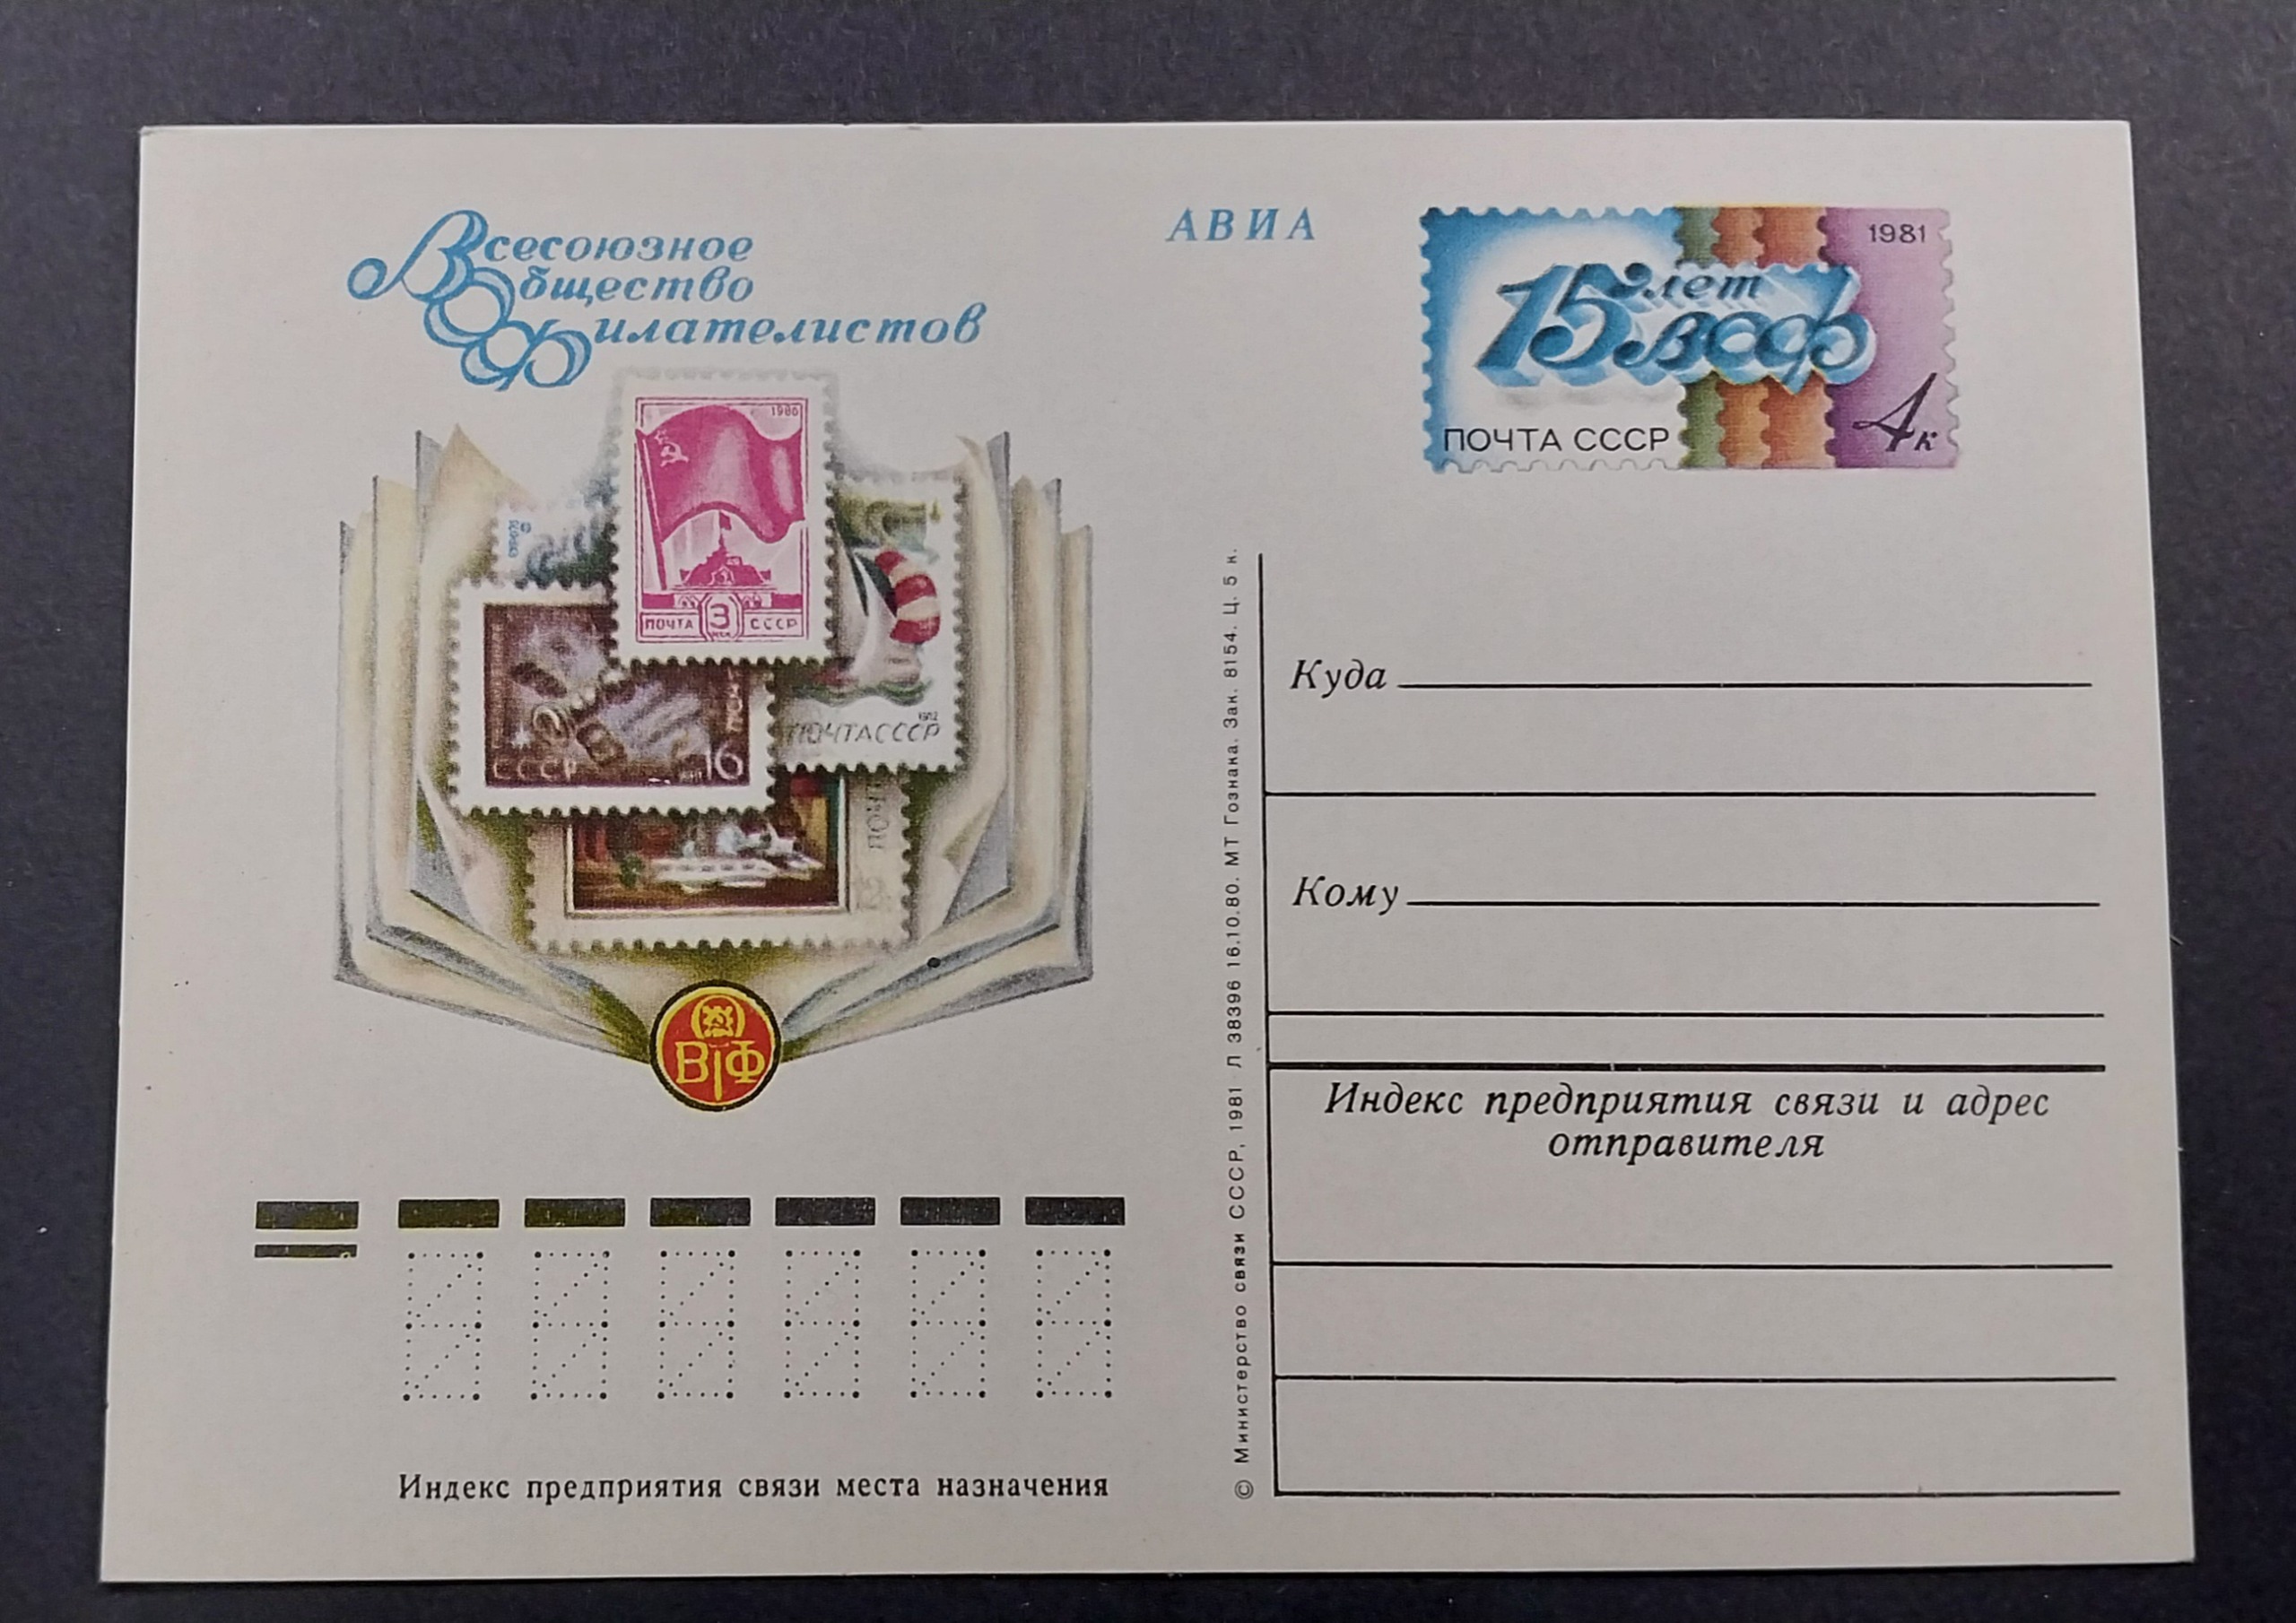 Всесоюзное
Общество
Филателистов
АВИА
1981
15 лет
ВОФ
ПОЧТА СССР
4к
1980
ПОЧТА 3 СССР
СССР
16
ПОЧТА СССР
ВФ
Куда
Кому
Индекс предприятия связи и адрес
отправителя
Индекс предприятия связи места назначения
© Министерство связи СССР, 1981 Л 38396 16.10.80. МТ Гознака. Зак. 8154. Ц. 5 к.